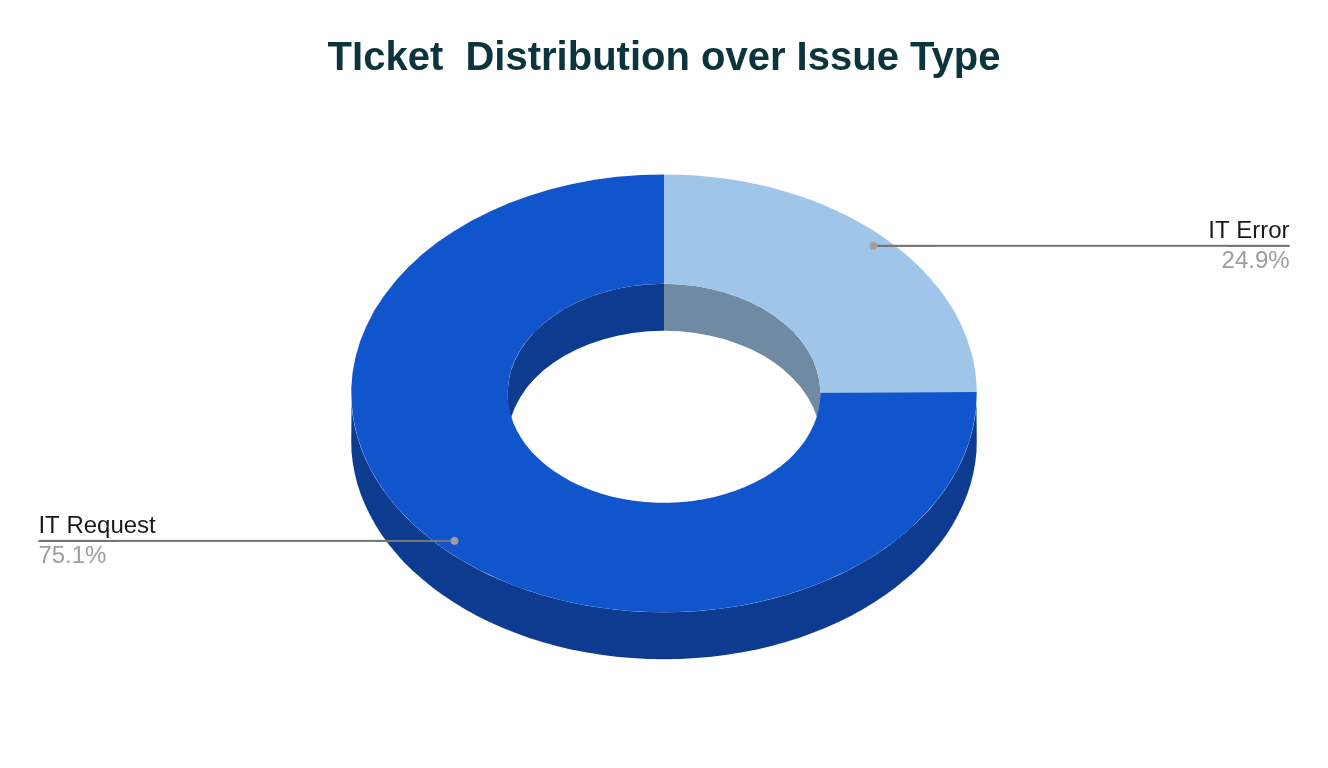 TIcket  Distribution over Issue Type
IT Error
24.9%
IT Request
75.1%